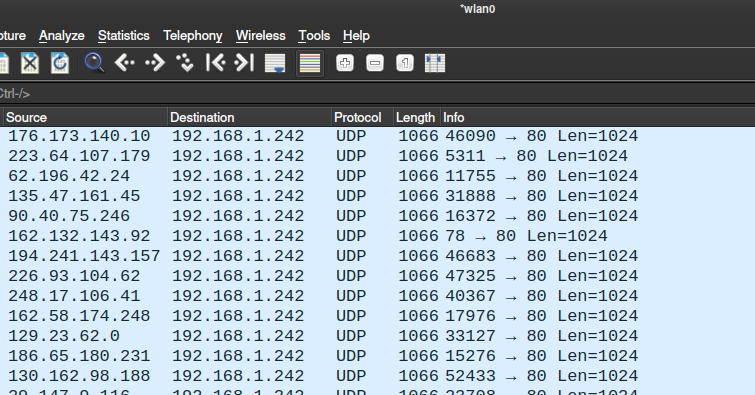 *wlan0
pture Analyze Statistics Telephony Wireless Tools Help
Ctrl-/>
Source Destination Protocol Length Info
176.173.140.10 192.168.1.242 UDP 1066 46090 → 80 Len=1024
223.64.107.179 192.168.1.242 UDP 1066 5311 → 80 Len=1024
62.196.42.24 192.168.1.242 UDP 1066 11755 → 80 Len=1024
135.47.161.45 192.168.1.242 UDP 1066 31888 → 80 Len=1024
90.40.75.246 192.168.1.242 UDP 1066 16372 → 80 Len=1024
162.132.143.92 192.168.1.242 UDP 1066 78 → 80 Len=1024
194.241.143.157 192.168.1.242 UDP 1066 46683 → 80 Len=1024
226.93.104.62 192.168.1.242 UDP 1066 47325 → 80 Len=1024
248.17.106.41 192.168.1.242 UDP 1066 40367 → 80 Len=1024
162.58.174.248 192.168.1.242 UDP 1066 17976 → 80 Len=1024
129.23.62.0 192.168.1.242 UDP 1066 33127 → 80 Len=1024
186.65.180.231 192.168.1.242 UDP 1066 15276 → 80 Len=1024
130.162.98.188 192.168.1.242 UDP 1066 52433 → 80 Len=1024
192.168.1.242 UDP 1066 → 80 Len=1024